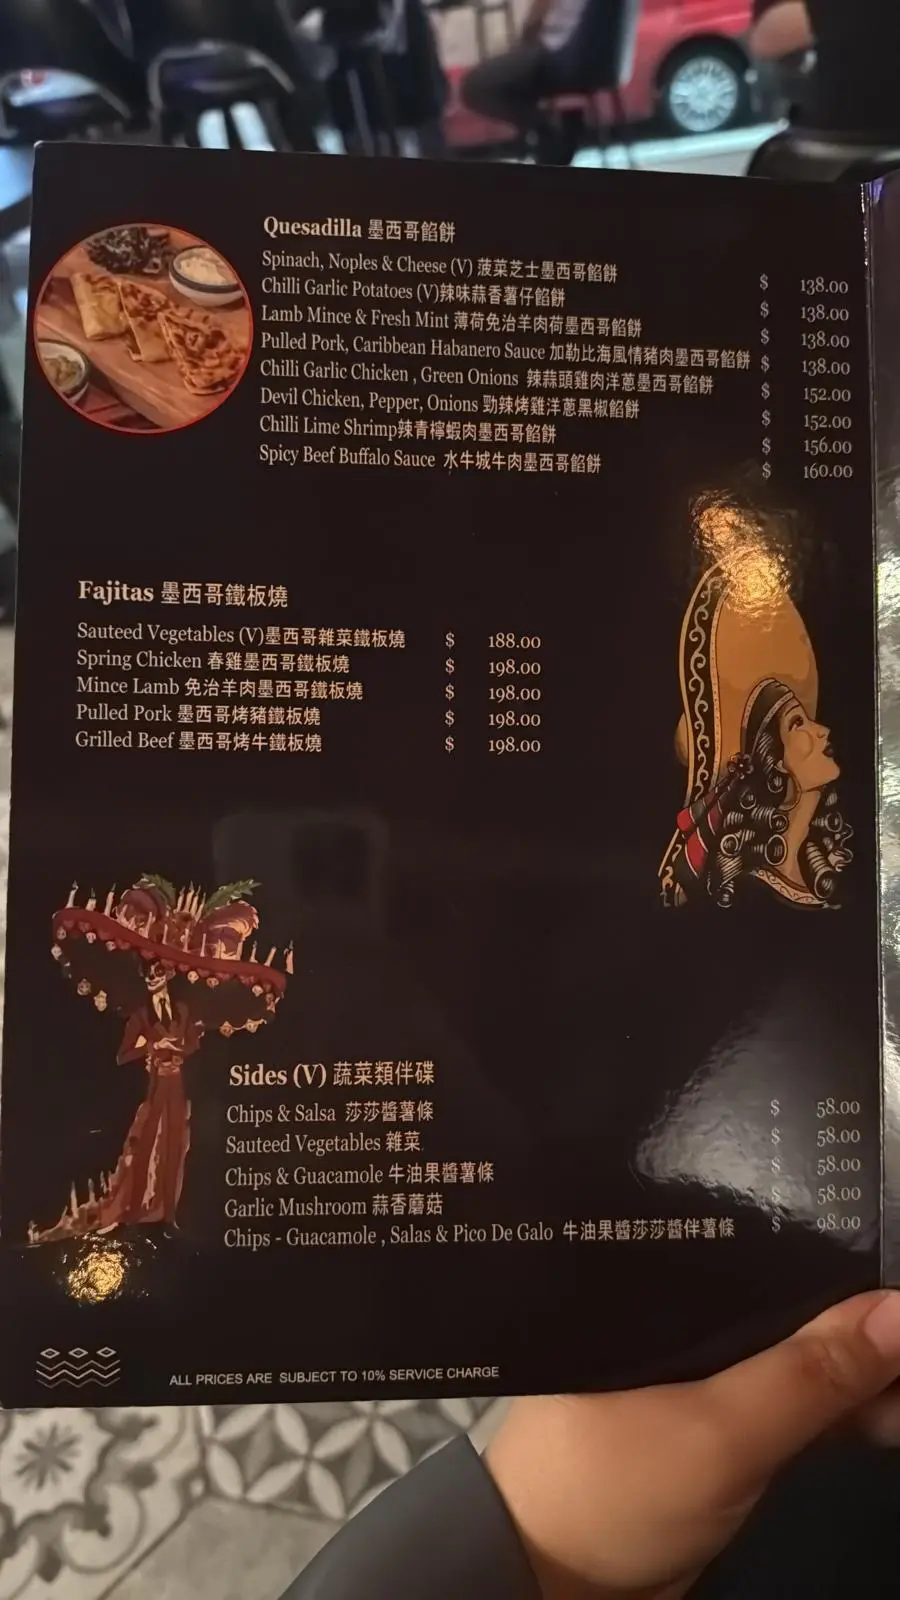 Quesadilla 墨西哥餡餅
Spinach, Noples & Cheese (V) 菠菜芝士墨西哥餡餅 $ 138.00
Chilli Garlic Potatoes (V)辣味蒜香薯仔餡餅 $ 138.00
Lamb Mince & Fresh Mint 薄荷免治羊肉荷墨西哥餡餅 $ 138.00
Pulled Pork, Caribbean Habanero Sauce 加勒比海風情豬肉墨西哥餡餅 $ 138.00
Chilli Garlic Chicken , Green Onions 辣蒜頭雞肉洋蔥墨西哥餡餅 $ 152.00
Devil Chicken, Pepper, Onions 勁辣烤雞洋蔥黑椒餡餅 $ 152.00
Chilli Lime Shrimp辣青檸蝦肉墨西哥餡餅 $ 156.00
Spicy Beef Buffalo Sauce 水牛城牛肉墨西哥餡餅 $ 160.00
Fajitas 墨西哥鐵板燒
Sauteed Vegetables (V)墨西哥雜菜鐵板燒 $ 188.00
Spring Chicken 春雞墨西哥鐵板燒 $ 198.00
Mince Lamb 免治羊肉墨西哥鐵板燒 $ 198.00
Pulled Pork 墨西哥烤豬鐵板燒 $ 198.00
Grilled Beef 墨西哥烤牛鐵板燒 $ 198.00
Sides (V) 蔬菜類伴碟
Chips & Salsa 莎莎醬薯條 $ 58.00
Sauteed Vegetables 雜菜 $ 58.00
Chips & Guacamole 牛油果醬薯條 $ 58.00
Garlic Mushroom 蒜香蘑菇 $ 58.00
Chips - Guacamole , Salas & Pico De Galo 牛油果醬莎莎醬伴薯條 $ 98.00
ALL PRICES ARE SUBJECT TO 10% SERVICE CHARGE